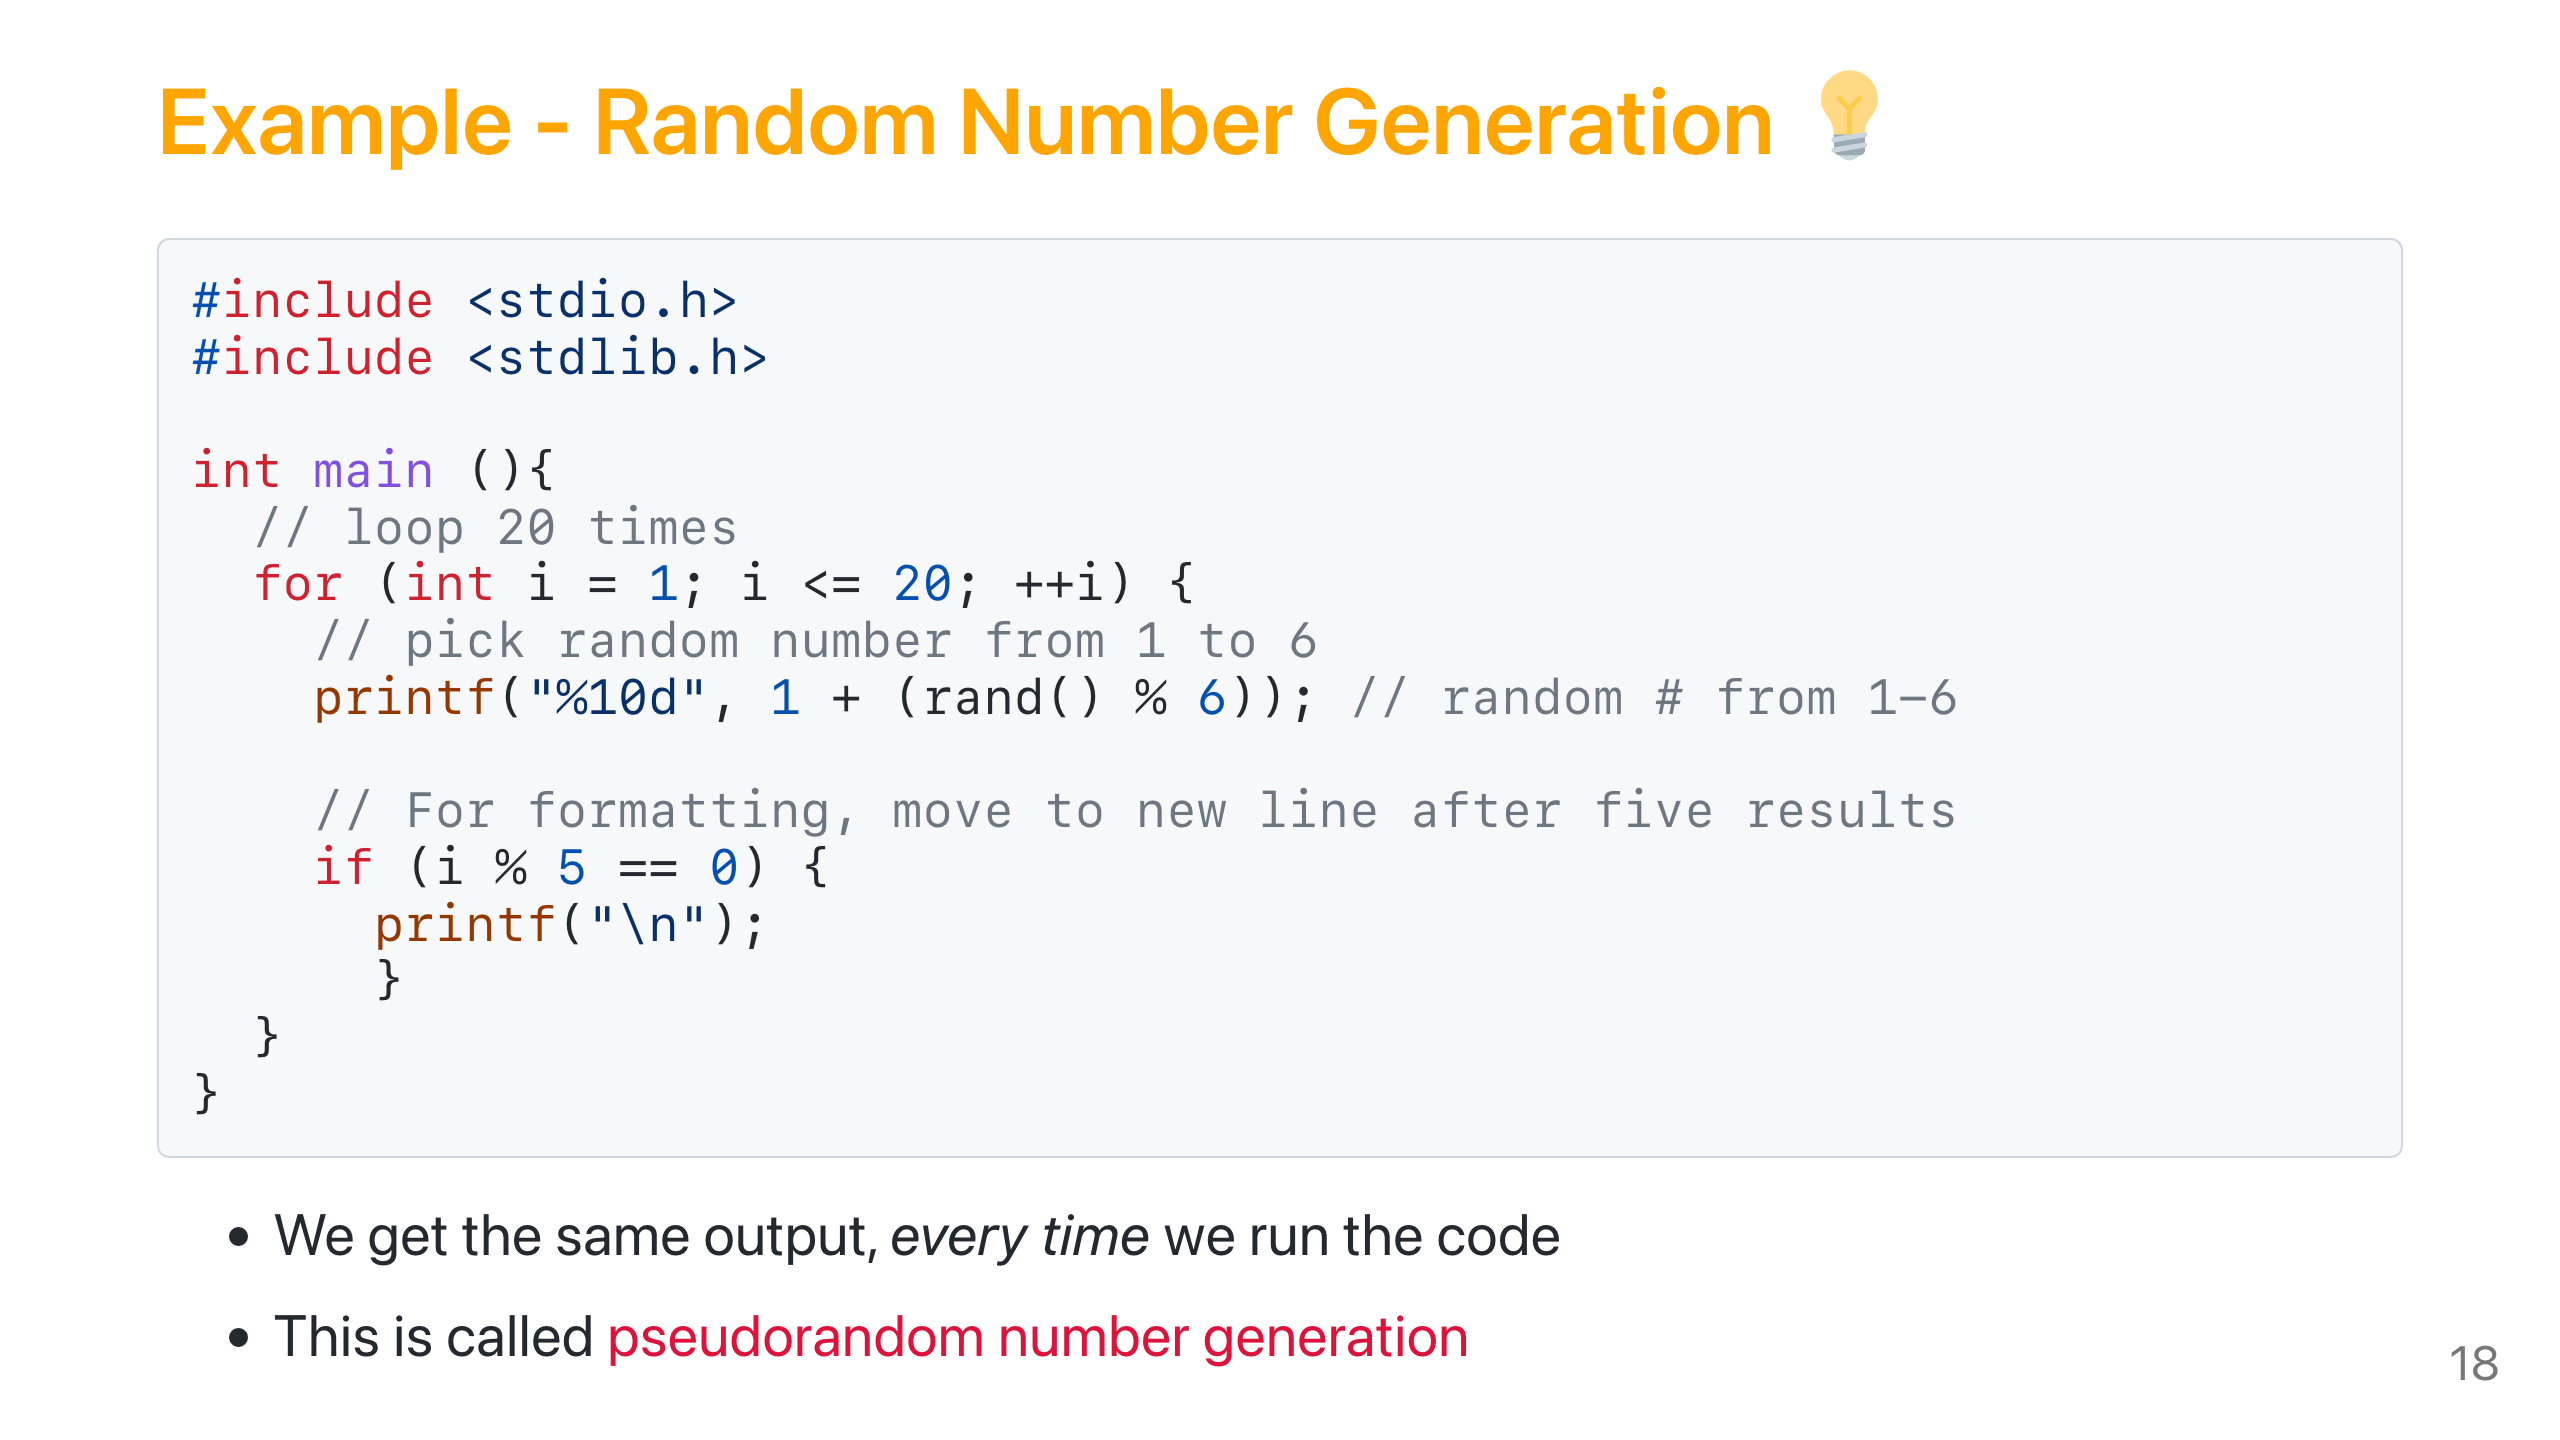 Example - Random Number Generation 💡
#include <stdio.h>
#include <stdlib.h>
int main (){
// loop 20 times
for (int i = 1; i <= 20; ++i) {
// pick random number from 1 to 6
printf("%10d", 1 + (rand() % 6)); // random # from 1-6
// For formatting, move to new line after five results
if (i % 5 == 0) {
printf("\n");
}
}
}
• We get the same output, every time we run the code
• This is called pseudorandom number generation
18